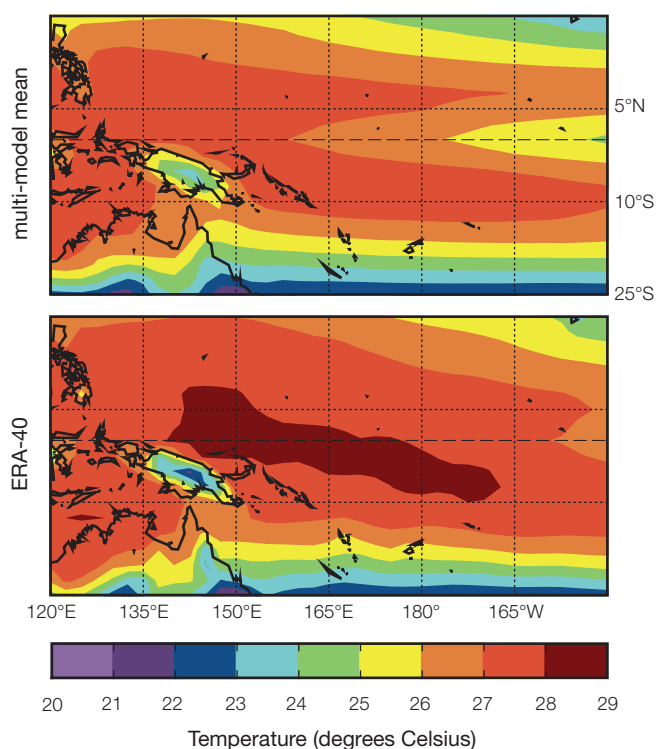 multi-model mean
5°N
10°S
25°S
ERA-40
120°E 135°E 150°E 165°E 180° 165°W
20 21 22 23 24 25 26 27 28 29
Temperature (degrees Celsius)